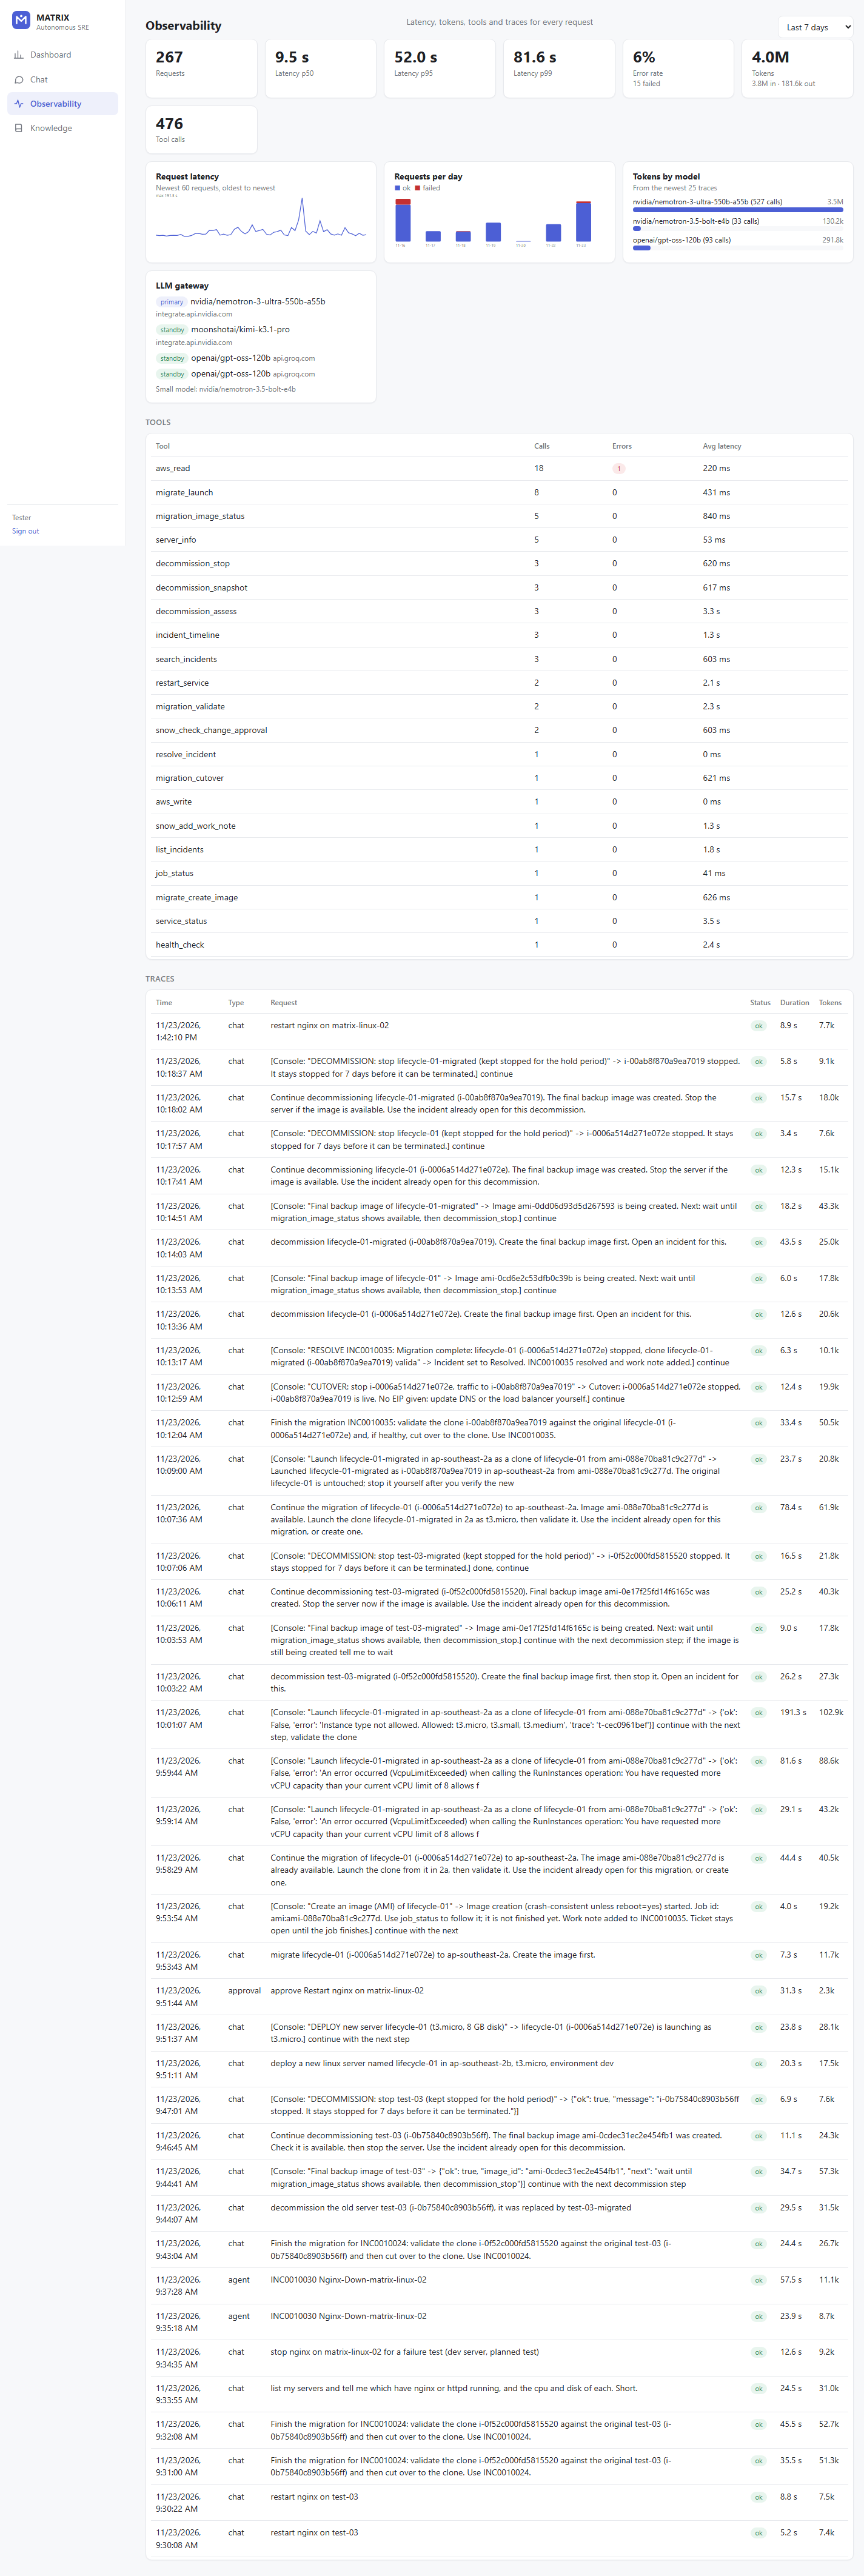 MATRIX
Autonomous SRE
Dashboard
Chat
Observability
Knowledge
Tester
Sign out
Observability
Latency, tokens, tools and traces for every request
Last 7 days
267
Requests
9.5 s
Latency p50
52.0 s
Latency p95
81.6 s
Latency p99
6%
Error rate
15 failed
4.0M
Tokens
3.8M in · 181.6k out
476
Tool calls
Request latency
Newest 60 requests, oldest to newest
max 191.3 s
Requests per day
ok failed
Tokens by model
From the newest 25 traces
nvidia/nemotron-3-ultra-550b-a55b (527 calls) 3.5M
nvidia/nemotron-3.5-bolt-e4b (33 calls) 130.2k
openai/gpt-oss-120b (93 calls) 291.8k
LLM gateway
primary nvidia/nemotron-3-ultra-550b-a55b
integrate.api.nvidia.com
standby moonshotai/kimi-k3.1-pro
integrate.api.nvidia.com
standby openai/gpt-oss-120b api.groq.com
standby openai/gpt-oss-120b api.groq.com
Small model: nvidia/nemotron-3.5-bolt-e4b
TOOLS
Tool Calls Errors Avg latency
aws_read 18 1 220 ms
migrate_launch 8 0 431 ms
migration_image_status 5 0 840 ms
server_info 5 0 53 ms
decommission_stop 3 0 620 ms
decommission_snapshot 3 0 617 ms
decommission_assess 3 0 3.3 s
incident_timeline 3 0 1.3 s
search_incidents 3 0 603 ms
restart_service 2 0 2.1 s
migration_validate 2 0 2.3 s
snow_check_change_approval 2 0 603 ms
resolve_incident 1 0 0 ms
migration_cutover 1 0 621 ms
aws_write 1 0 0 ms
snow_add_work_note 1 0 1.3 s
list_incidents 1 0 1.8 s
job_status 1 0 41 ms
migrate_create_image 1 0 626 ms
service_status 1 0 3.5 s
health_check 1 0 2.4 s
TRACES
Time Type Request Status Duration Tokens
11/23/2026, chat restart nginx on matrix-linux-02 ok 8.9 s 7.7k
1:42:10 PM
11/23/2026, chat [Console: "DECOMMISSION: stop lifecycle-01-migrated (kept stopped for the hold period)" -> i-00ab8f870a9ea7019 stopped. ok 5.8 s 9.1k
10:18:37 AM It stays stopped for 7 days before it can be terminated.] continue
11/23/2026, chat Continue decommissioning lifecycle-01-migrated (i-00ab8f870a9ea7019). The final backup image was created. Stop the ok 15.7 s 18.0k
10:18:02 AM server if the image is available. Use the incident already open for this decommission.
11/23/2026, chat [Console: "DECOMMISSION: stop lifecycle-01 (kept stopped for the hold period)" -> i-0006a514d271e072e stopped. It stays ok 3.4 s 7.6k
10:17:57 AM stopped for 7 days before it can be terminated.] continue
11/23/2026, chat Continue decommissioning lifecycle-01 (i-0006a514d271e072e). The final backup image was created. Stop the server if the ok 12.3 s 15.1k
10:17:41 AM image is available. Use the incident already open for this decommission.
11/23/2026, chat [Console: "Final backup image of lifecycle-01-migrated" -> Image ami-0dd06d93d5d267593 is being created. Next: wait until ok 18.2 s 43.3k
10:14:51 AM migration_image_status shows available, then decommission_stop.] continue
11/23/2026, chat decommission lifecycle-01-migrated (i-00ab8f870a9ea7019). Create the final backup image first. Open an incident for this. ok 43.5 s 25.0k
10:14:03 AM
11/23/2026, chat [Console: "Final backup image of lifecycle-01" -> Image ami-0cd6e2c53dfb0c39b is being created. Next: wait until ok 6.0 s 17.8k
10:13:53 AM migration_image_status shows available, then decommission_stop.] continue
11/23/2026, chat decommission lifecycle-01 (i-0006a514d271e072e). Create the final backup image first. Open an incident for this. ok 12.6 s 20.6k
10:13:36 AM
11/23/2026, chat [Console: "RESOLVE INC0010035: Migration complete: lifecycle-01 (i-0006a514d271e072e) stopped, clone lifecycle-01- ok 6.3 s 10.1k
10:13:17 AM migrated (i-00ab8f870a9ea7019) valida" -> Incident set to Resolved. INC0010035 resolved and work note added.] continue
11/23/2026, chat [Console: "CUTOVER: stop i-0006a514d271e072e, traffic to i-00ab8f870a9ea7019" -> Cutover: i-0006a514d271e072e stopped, ok 12.4 s 19.9k
10:12:59 AM i-00ab8f870a9ea7019 is live. No EIP given: update DNS or the load balancer yourself.] continue
11/23/2026, chat Finish the migration INC0010035: validate the clone i-00ab8f870a9ea7019 against the original lifecycle-01 (i- ok 33.4 s 50.5k
10:12:04 AM 0006a514d271e072e) and, if healthy, cut over to the clone. Use INC0010035.
11/23/2026, chat [Console: "Launch lifecycle-01-migrated in ap-southeast-2a as a clone of lifecycle-01 from ami-088e70ba81c9c277d" -> ok 23.7 s 20.8k
10:09:00 AM Launched lifecycle-01-migrated as i-00ab8f870a9ea7019 in ap-southeast-2a from ami-088e70ba81c9c277d. The original
lifecycle-01 is untouched; stop it yourself after you verify the new
11/23/2026, chat Continue the migration of lifecycle-01 (i-0006a514d271e072e) to ap-southeast-2a. Image ami-088e70ba81c9c277d is ok 78.4 s 61.9k
10:07:36 AM available. Launch the clone lifecycle-01-migrated in 2a as t3.micro, then validate it. Use the incident already open for this
migration, or create one.
11/23/2026, chat [Console: "DECOMMISSION: stop test-03-migrated (kept stopped for the hold period)" -> i-0f52c000fd5815520 stopped. It ok 16.5 s 21.8k
10:07:06 AM stays stopped for 7 days before it can be terminated.] done, continue
11/23/2026, chat Continue decommissioning test-03-migrated (i-0f52c000fd5815520). Final backup image ami-0e17f25fd14f6165c was ok 25.2 s 40.3k
10:06:11 AM created. Stop the server now if the image is available. Use the incident already open for this decommission.
11/23/2026, chat [Console: "Final backup image of test-03-migrated" -> Image ami-0e17f25fd14f6165c is being created. Next: wait until ok 9.0 s 17.8k
10:03:53 AM migration_image_status shows available, then decommission_stop.] continue with the next decommission step; if the image is
still being created tell me to wait
11/23/2026, chat decommission test-03-migrated (i-0f52c000fd5815520). Create the final backup image first, then stop it. Open an incident for ok 26.2 s 27.3k
10:03:22 AM this.
11/23/2026, chat [Console: "Launch lifecycle-01-migrated in ap-southeast-2a as a clone of lifecycle-01 from ami-088e70ba81c9c277d" -> {'ok': ok 191.3 s 102.9k
10:01:07 AM False, 'error': 'Instance type not allowed. Allowed: t3.micro, t3.small, t3.medium', 'trace': 't-cec0961bef'}] continue with the next
step, validate the clone
11/23/2026, chat [Console: "Launch lifecycle-01-migrated in ap-southeast-2a as a clone of lifecycle-01 from ami-088e70ba81c9c277d" -> {'ok': ok 81.6 s 88.6k
9:59:44 AM False, 'error': 'An error occurred (VcpuLimitExceeded) when calling the RunInstances operation: You have requested more
vCPU capacity than your current vCPU limit of 8 allows f
11/23/2026, chat [Console: "Launch lifecycle-01-migrated in ap-southeast-2a as a clone of lifecycle-01 from ami-088e70ba81c9c277d" -> {'ok': ok 29.1 s 43.2k
9:59:14 AM False, 'error': 'An error occurred (VcpuLimitExceeded) when calling the RunInstances operation: You have requested more
vCPU capacity than your current vCPU limit of 8 allows f
11/23/2026, chat Continue the migration of lifecycle-01 (i-0006a514d271e072e) to ap-southeast-2a. The image ami-088e70ba81c9c277d is ok 44.4 s 40.5k
9:58:29 AM already available. Launch the clone from it in 2a, then validate it. Use the incident already open for this migration, or create
one.
11/23/2026, chat [Console: "Create an image (AMI) of lifecycle-01" -> Image creation (crash-consistent unless reboot=yes) started. Job id: ok 4.0 s 19.2k
9:53:54 AM ami:ami-088e70ba81c9c277d. Use job_status to follow it; it is not finished yet. Work note added to INC0010035. Ticket stays
open until the job finishes.] continue with the next
11/23/2026, chat migrate lifecycle-01 (i-0006a514d271e072e) to ap-southeast-2a. Create the image first. ok 7.3 s 11.7k
9:53:43 AM
11/23/2026, approval approve Restart nginx on matrix-linux-02 ok 31.3 s 2.3k
9:51:44 AM
11/23/2026, chat [Console: "DEPLOY new server lifecycle-01 (t3.micro, 8 GB disk)" -> lifecycle-01 (i-0006a514d271e072e) is launching as ok 23.8 s 28.1k
9:51:37 AM t3.micro.] continue with the next step
11/23/2026, chat deploy a new linux server named lifecycle-01 in ap-southeast-2b, t3.micro, environment dev ok 20.3 s 17.5k
9:51:11 AM
11/23/2026, chat [Console: "DECOMMISSION: stop test-03 (kept stopped for the hold period)" -> {"ok": true, "message": "i-0b75840c8903b56ff ok 6.9 s 7.6k
9:47:01 AM stopped. It stays stopped for 7 days before it can be terminated."}]
11/23/2026, chat Continue decommissioning test-03 (i-0b75840c8903b56ff). The final backup image ami-0cdec31ec2e454fb1 was created. ok 11.1 s 24.3k
9:46:45 AM Check it is available, then stop the server. Use the incident already open for this decommission.
11/23/2026, chat [Console: "Final backup image of test-03" -> {"ok": true, "image_id": "ami-0cdec31ec2e454fb1", "next": "wait until ok 34.7 s 57.3k
9:44:41 AM migration_image_status shows available, then decommission_stop"}] continue with the next decommission step
11/23/2026, chat decommission the old server test-03 (i-0b75840c8903b56ff), it was replaced by test-03-migrated ok 29.5 s 31.5k
9:44:07 AM
11/23/2026, chat Finish the migration for INC0010024: validate the clone i-0f52c000fd5815520 against the original test-03 (i- ok 24.4 s 26.7k
9:43:04 AM 0b75840c8903b56ff) and then cut over to the clone. Use INC0010024.
11/23/2026, agent INC0010030 Nginx-Down-matrix-linux-02 ok 57.5 s 11.1k
9:37:28 AM
11/23/2026, agent INC0010030 Nginx-Down-matrix-linux-02 ok 23.9 s 8.7k
9:35:18 AM
11/23/2026, chat stop nginx on matrix-linux-02 for a failure test (dev server, planned test) ok 12.6 s 9.2k
9:34:35 AM
11/23/2026, chat list my servers and tell me which have nginx or httpd running, and the cpu and disk of each. Short. ok 24.5 s 31.0k
9:33:55 AM
11/23/2026, chat Finish the migration for INC0010024: validate the clone i-0f52c000fd5815520 against the original test-03 (i- ok 45.5 s 52.7k
9:32:08 AM 0b75840c8903b56ff) and then cut over to the clone. Use INC0010024.
11/23/2026, chat Finish the migration for INC0010024: validate the clone i-0f52c000fd5815520 against the original test-03 (i- ok 35.5 s 51.3k
9:31:00 AM 0b75840c8903b56ff) and then cut over to the clone. Use INC0010024.
11/23/2026, chat restart nginx on test-03 ok 8.8 s 7.5k
9:30:22 AM
11/23/2026, chat restart nginx on test-03 ok 5.2 s 7.4k
9:30:08 AM